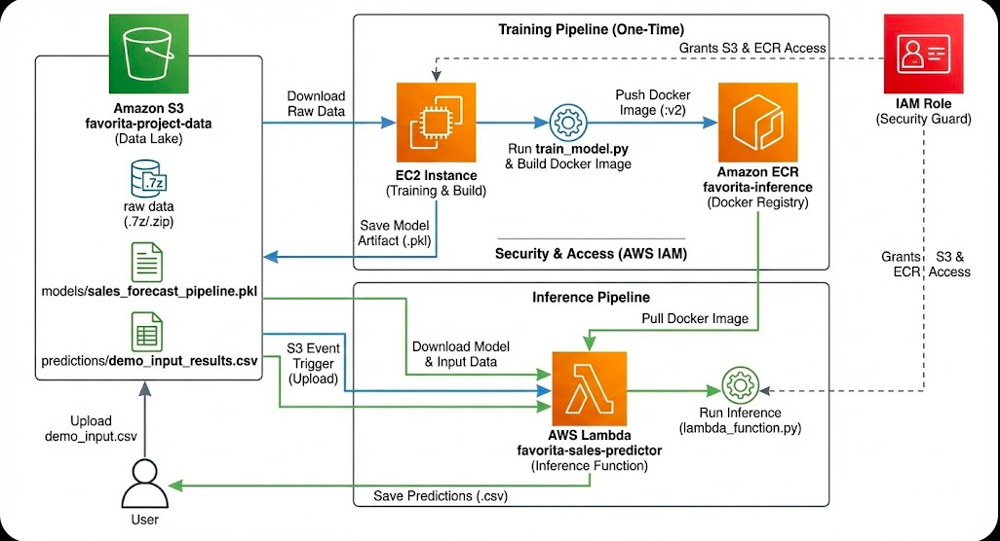 Amazon S3
favorita-project-data
(Data Lake)
.7z
raw data
(.7z/.zip)
models/sales_forecast_pipeline.pkl
predictions/demo_input_results.csv
Upload
demo_input.csv
User
Download
Raw Data
Save Model
Artifact (.pkl)
Training Pipeline (One-Time)
Grants S3 & ECR Access
EC2 Instance
(Training & Build)
Run train_model.py
& Build Docker Image
Push Docker
Image (:v2)
Amazon ECR
favorita-inference
(Docker Registry)
Security & Access (AWS IAM)
IAM Role
(Security Guard)
Grants S3 &
ECR Access
Inference Pipeline
Pull Docker Image
S3 Event
Trigger
(Upload)
Download Model
& Input Data
AWS Lambda
favorita-sales-predictor
(Inference Function)
Run Inference
(lambda_function.py)
Save Predictions (.csv)